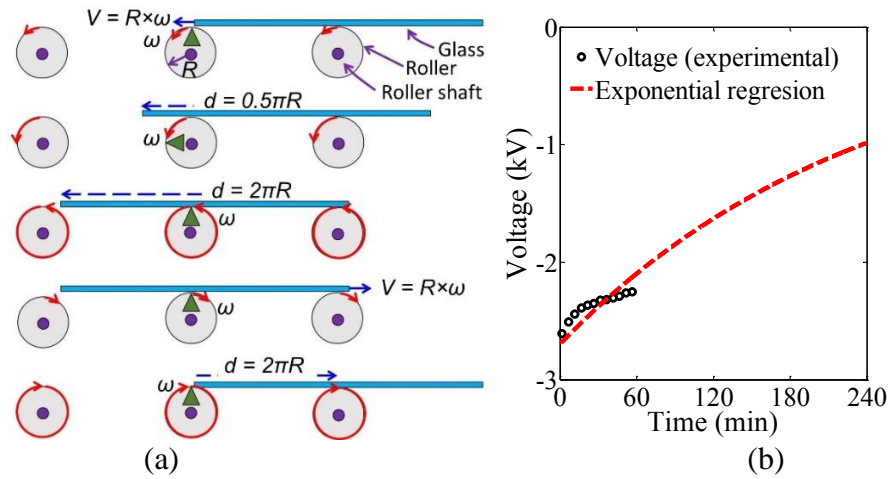 V = R×ω
ω
R
Glass
Roller
Roller shaft
d = 0.5πR
ω
d = 2πR
ω
V = R×ω
ω
d = 2πR
ω
(a)
0
-1
-2
-3
Voltage (kV)
Voltage (experimental)
Exponential regresion
0 60 120 180 240
Time (min)
(b)